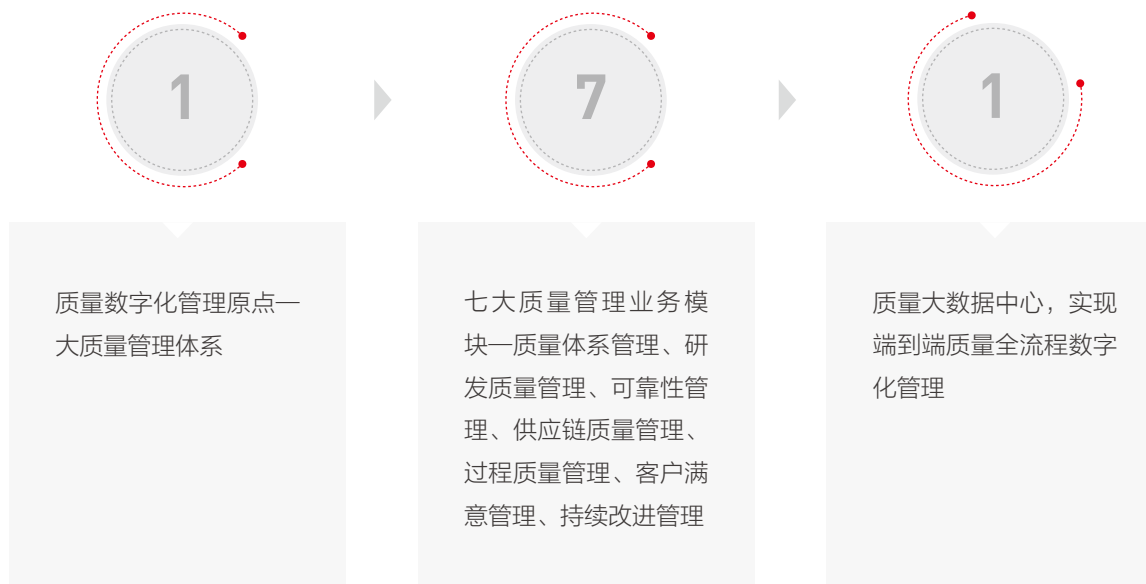 1
7
1
质量数字化管理原点—
大质量管理体系
七大质量管理业务模
块—质量体系管理、研
发质量管理、可靠性管
理、供应链质量管理、
过程质量管理、客户满
意管理、持续改进管理
质量大数据中心，实现
端到端质量全流程数字
化管理